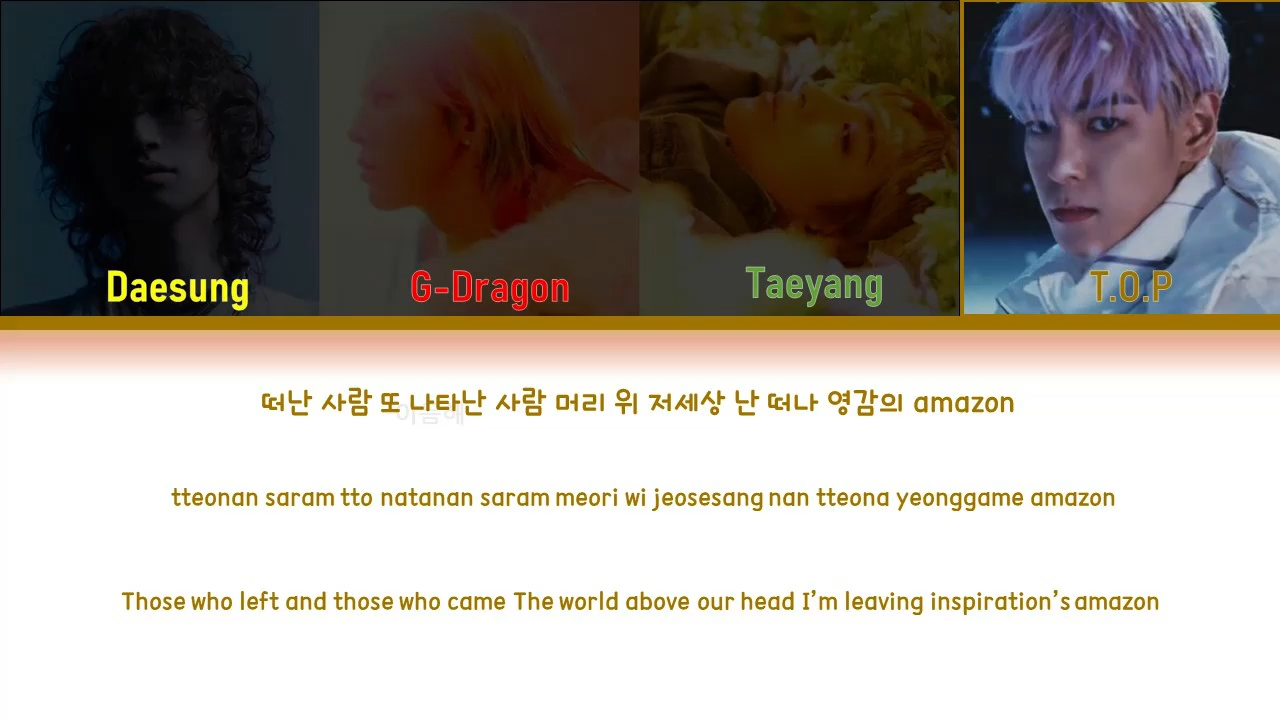 Daesung G-Dragon Taeyang T.O.P
떠난 사람 또 나타난 사람 머리 위 저세상 난 떠나 영감의 amazon
tteonan saram tto natanan saram meori wi jeosesang nan tteona yeonggame amazon
Those who left and those who came The world above our head I'm leaving inspiration's amazon